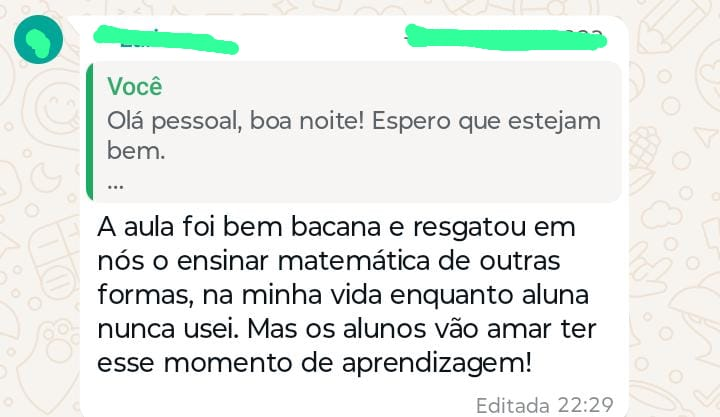 Você
Olá pessoal, boa noite! Espero que estejam
bem.
...
A aula foi bem bacana e resgatou em
nós o ensinar matemática de outras
formas, na minha vida enquanto aluna
nunca usei. Mas os alunos vão amar ter
esse momento de aprendizagem!
Editada 22:29